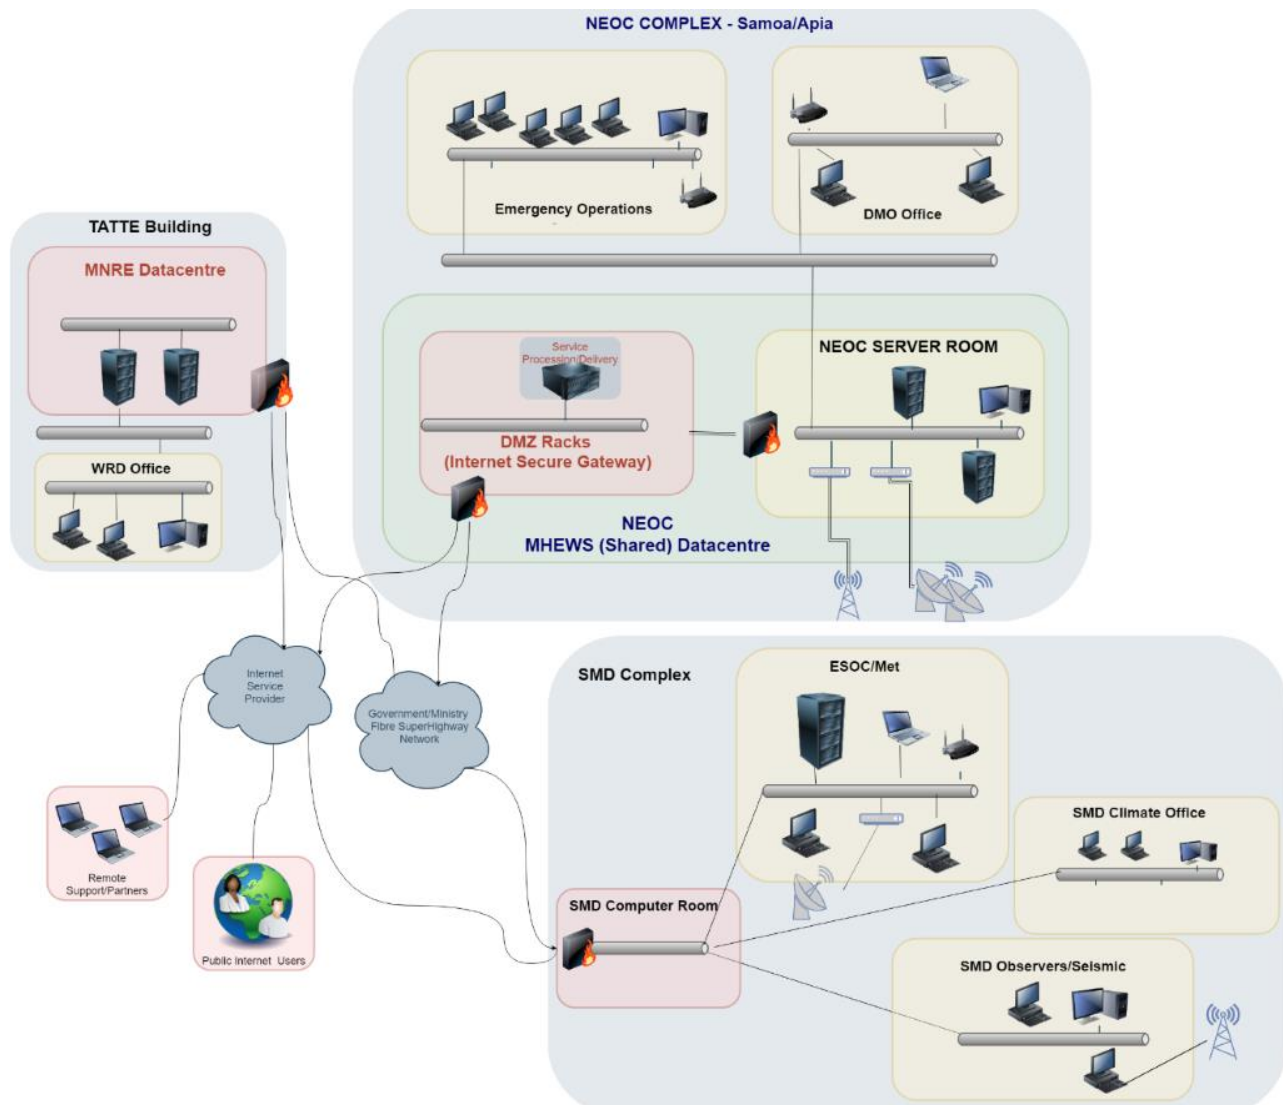 NEOC COMPLEX - Samoa/Apia
Emergency Operations
DMO Office
TATTE Building
MNRE Datacentre
WRD Office
Service
Procession/Delivery
DMZ Racks
(Internet Secure Gateway)
NEOC SERVER ROOM
NEOC
MHEWS (Shared) Datacentre
Internet
Service
Provider
Government/Ministry
Fibre SuperHighway
Network
Remote
Support/Partners
Public Internet Users
SMD Complex
ESOC/Met
SMD Climate Office
SMD Computer Room
SMD Observers/Seismic